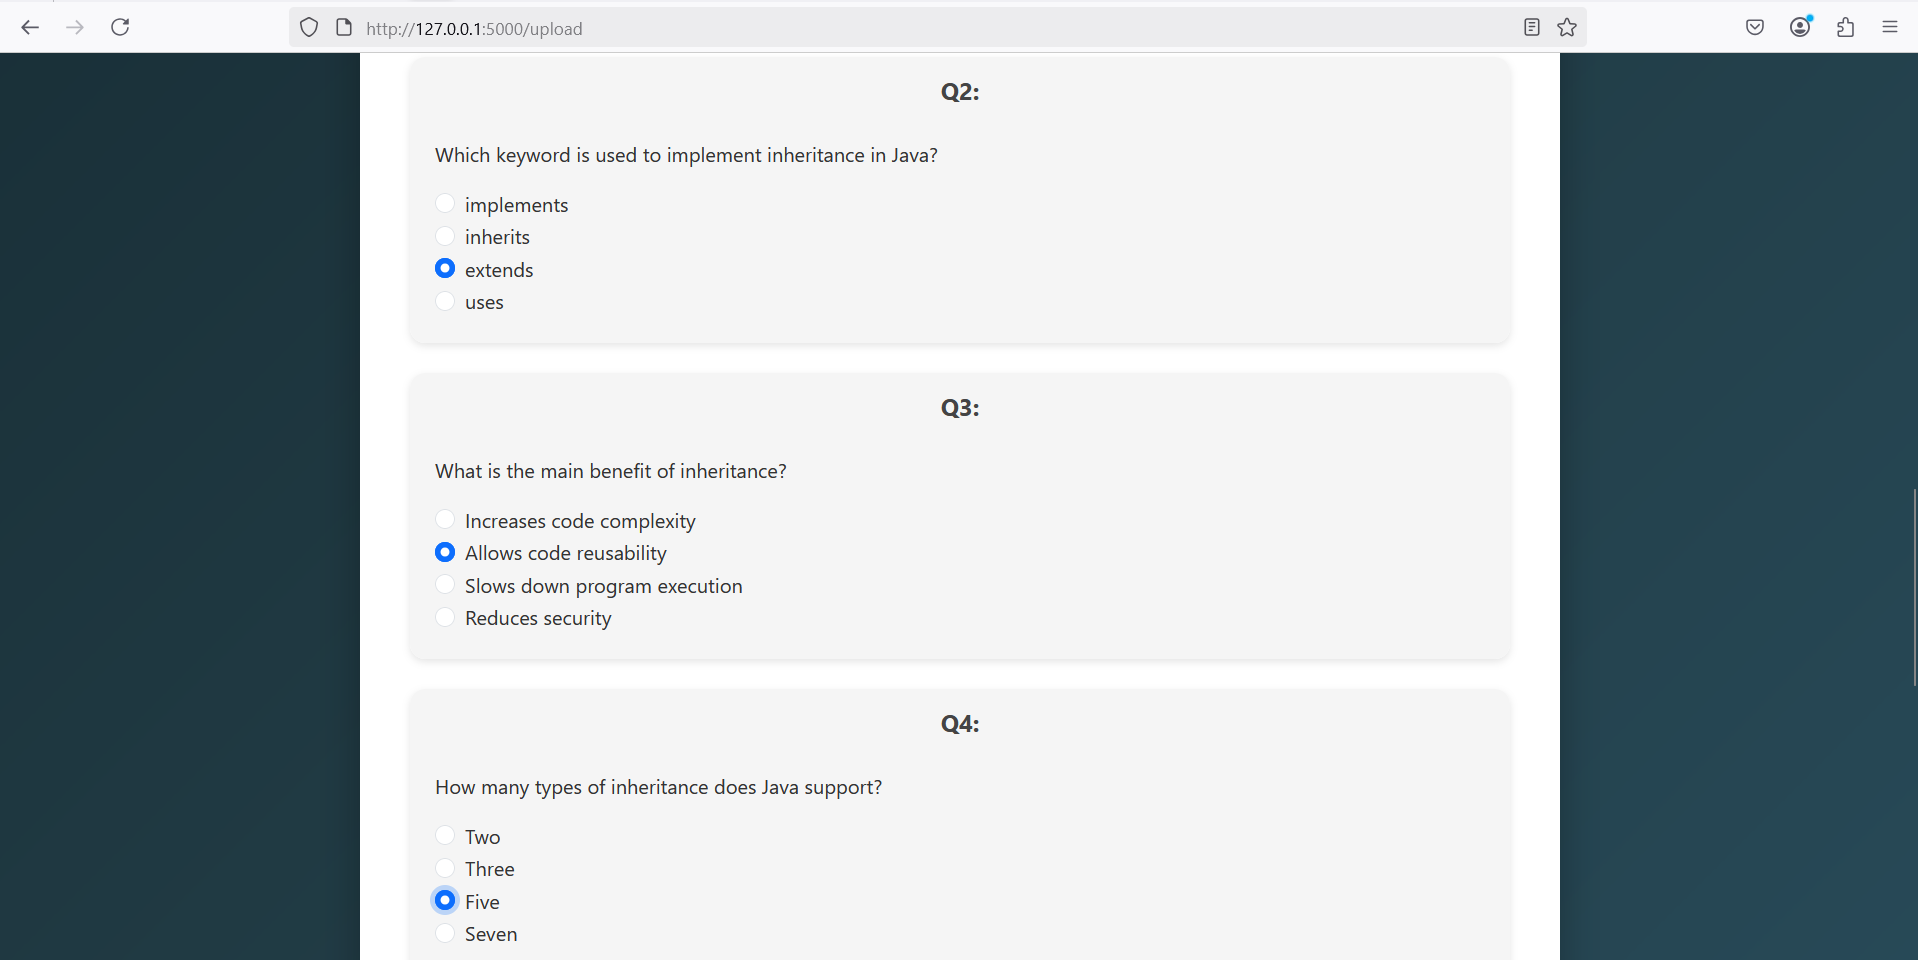 http://127.0.0.1:5000/upload
Q2:
Which keyword is used to implement inheritance in Java?
implements
inherits
extends
uses
Q3:
What is the main benefit of inheritance?
Increases code complexity
Allows code reusability
Slows down program execution
Reduces security
Q4:
How many types of inheritance does Java support?
Two
Three
Five
Seven